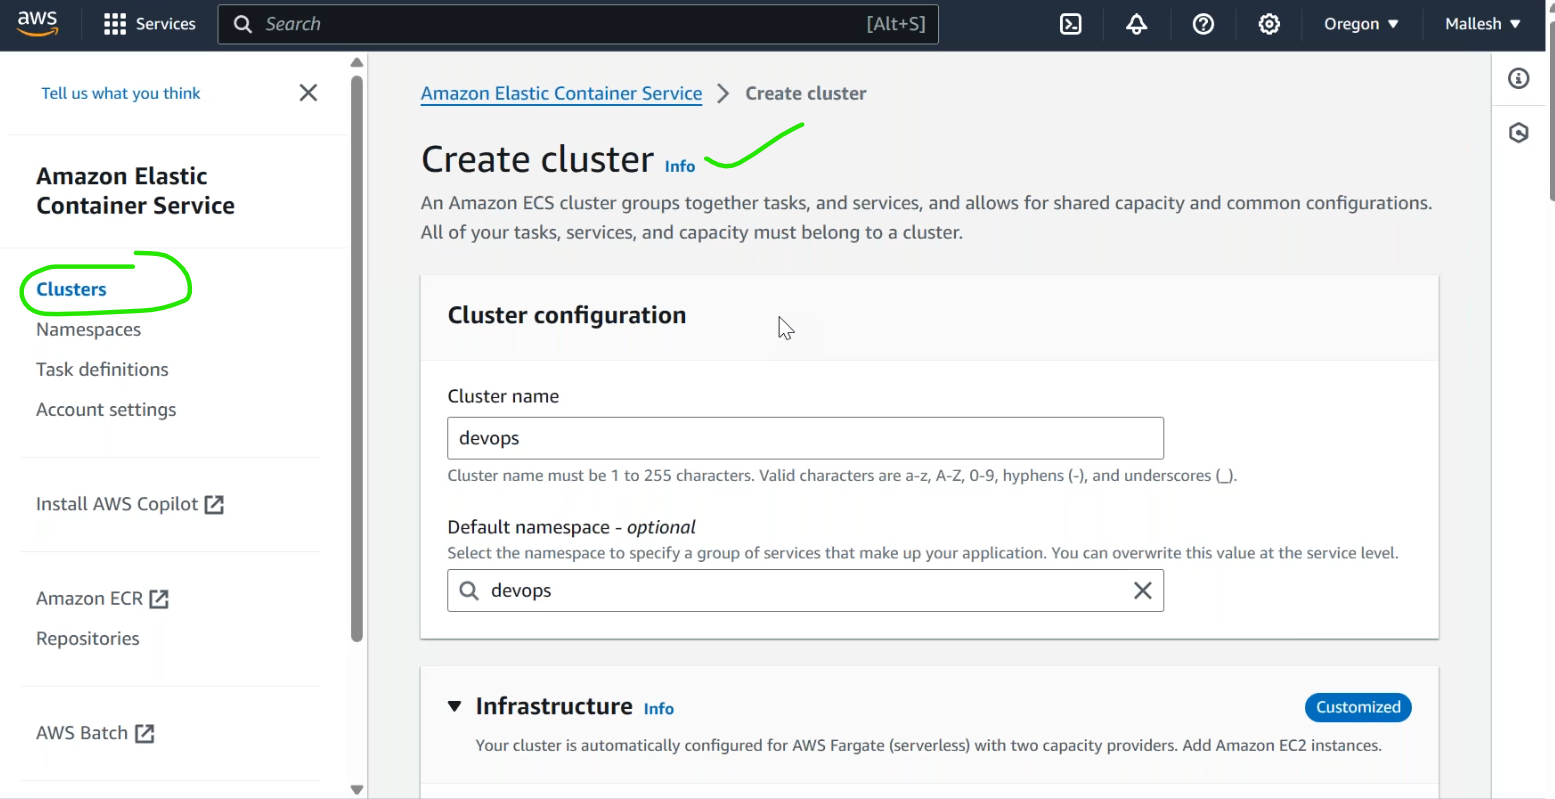 aws
Services
Search
[Alt+S]
Oregon
Mallesh
Tell us what you think
Amazon Elastic
Container Service
Clusters
Namespaces
Task definitions
Account settings
Install AWS Copilot
Amazon ECR
Repositories
AWS Batch
Amazon Elastic Container Service
Create cluster
Create cluster Info
An Amazon ECS cluster groups together tasks, and services, and allows for shared capacity and common configurations.
All of your tasks, services, and capacity must belong to a cluster.
Cluster configuration
Cluster name
devops
Cluster name must be 1 to 255 characters. Valid characters are a-z, A-Z, 0-9, hyphens (-), and underscores (_).
Default namespace - optional
Select the namespace to specify a group of services that make up your application. You can overwrite this value at the service level.
devops
Infrastructure Info
Customized
Your cluster is automatically configured for AWS Fargate (serverless) with two capacity providers. Add Amazon EC2 instances.